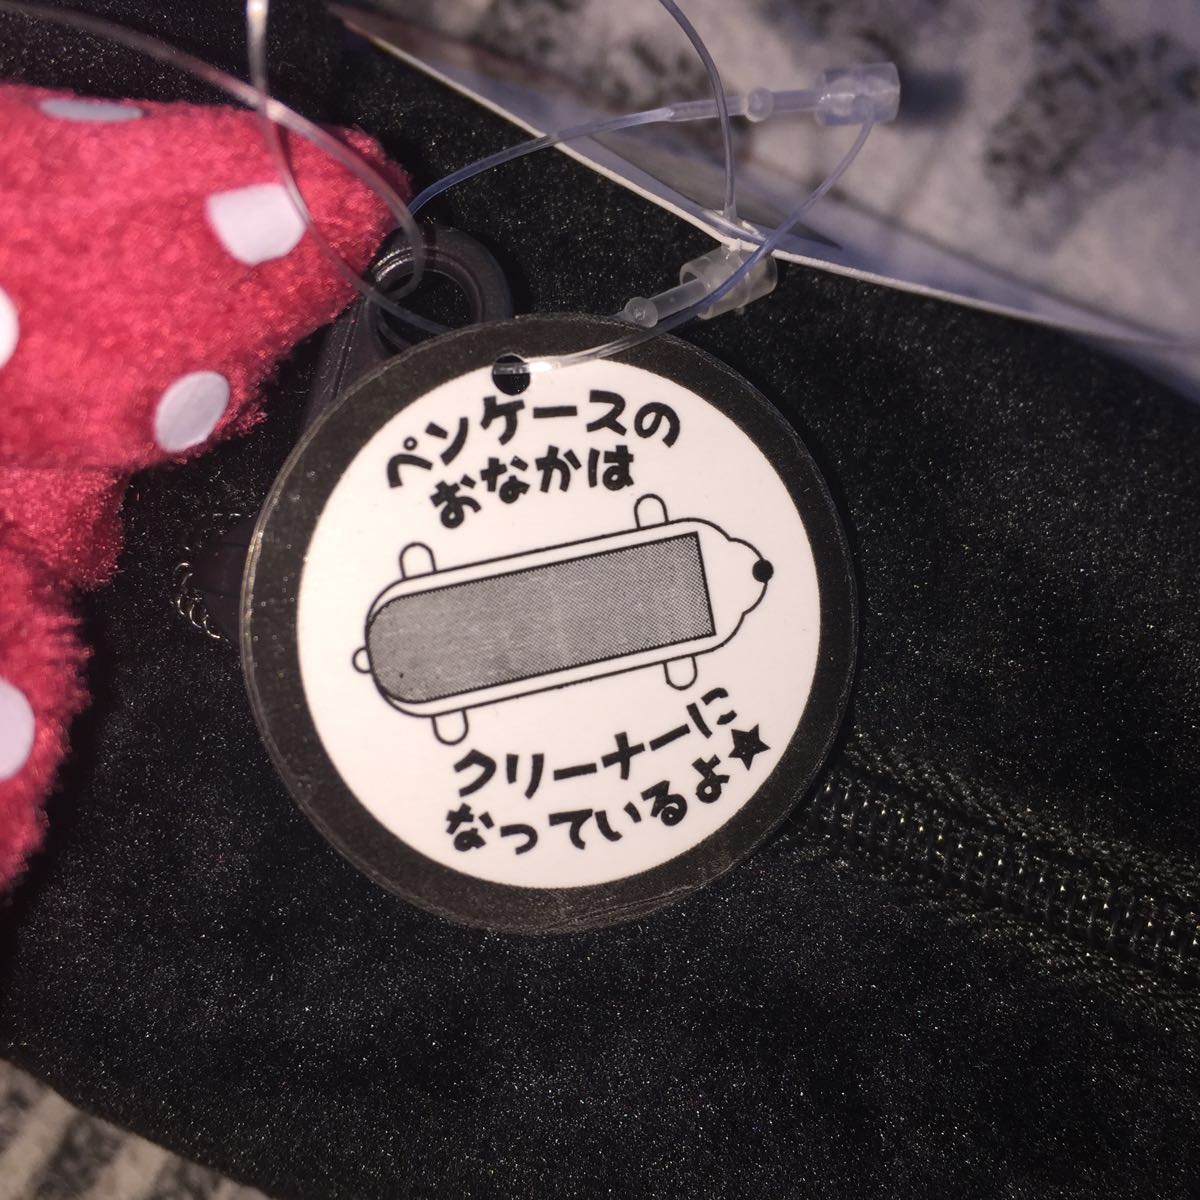 ペンケースの
おなかは
クリーナーに
なっているよ★